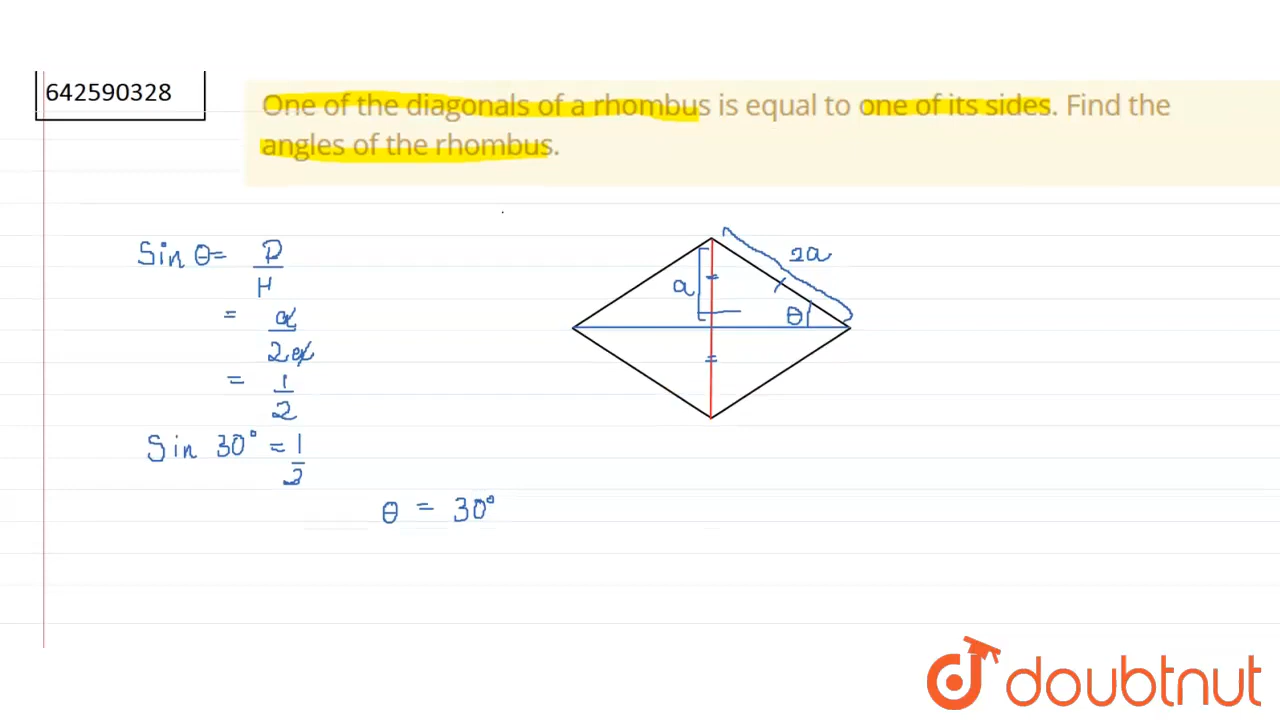 642590328
One of the diagonals of a rhombus is equal to one of its sides. Find the
angles of the rhombus.
Sin θ= P
H
= a
2a
= 1
2
Sin 30° = 1
2
θ = 30°
2a
a
θ
doubtnut